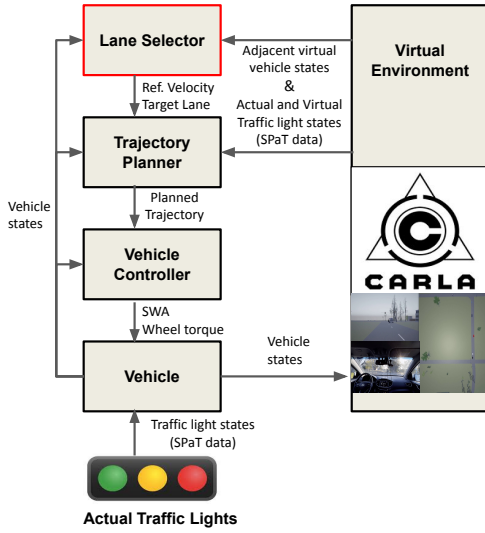 Lane Selector
Adjacent virtual
vehicle states
&
Actual and Virtual
Traffic light states
(SPaT data)
Virtual
Environment
Ref. Velocity
Target Lane
Trajectory
Planner
Vehicle
states
Planned
Trajectory
Vehicle
Controller
C
CARLA
SWA
Wheel torque
Vehicle
Vehicle
states
Traffic light states
(SPaT data)
Actual Traffic Lights